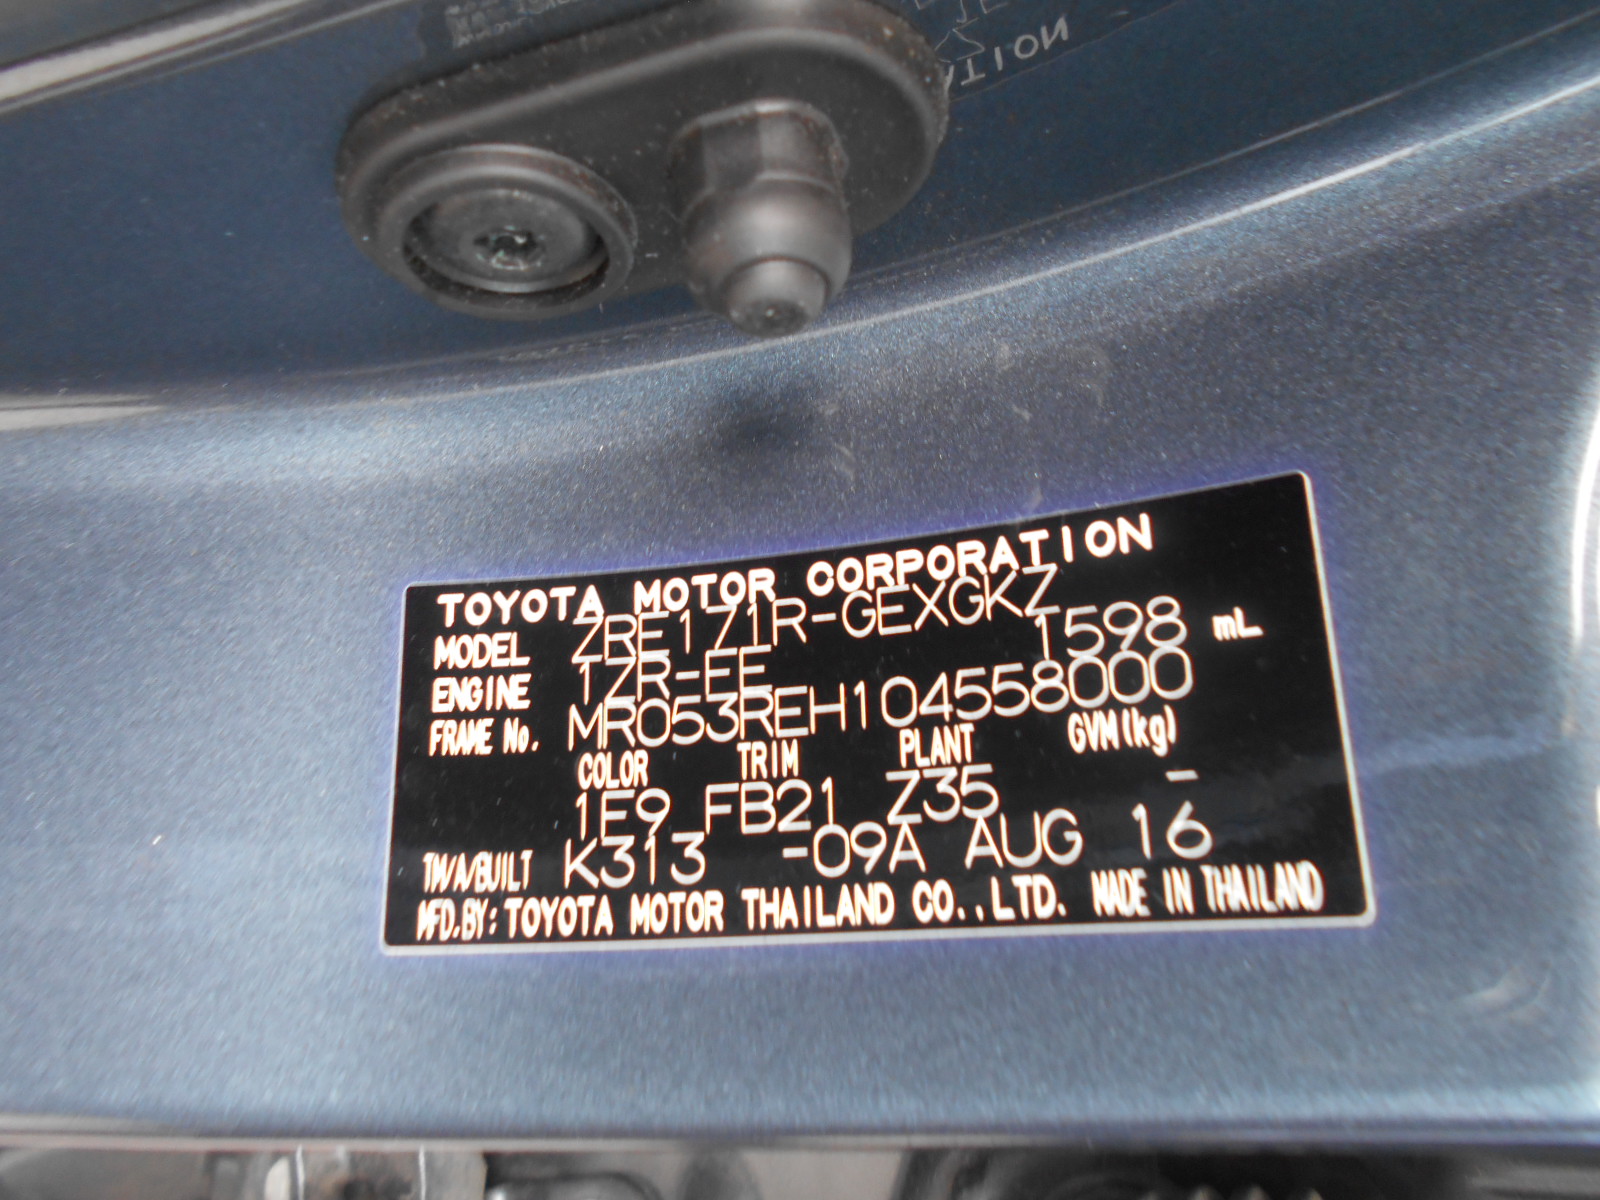 TOYOTA MOTOR CORPORATION
MODEL ZRE171R-GEXGKZ
ENGINE 1ZR-FE 1598 mL
FRAME No. MR053REH104558000
COLOR TRIM PLANT GVM(kg)
1E9 FB21 Z35 -
T/M/A/BUILT K313 -09A AUG 16
MFD.BY: TOYOTA MOTOR THAILAND CO.,LTD. MADE IN THAILAND